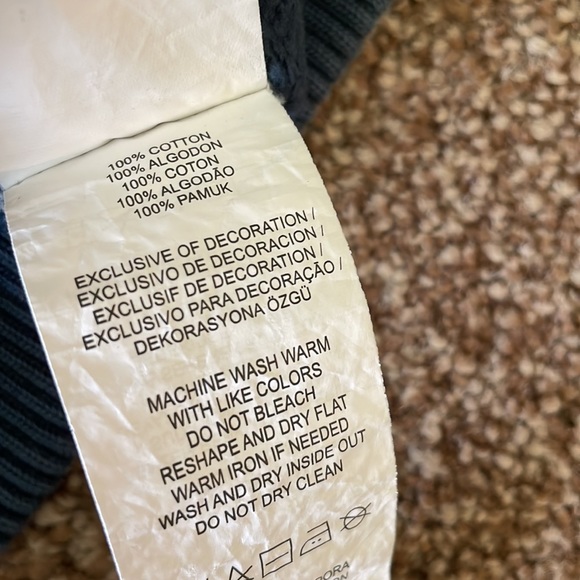 100% COTTON
100% ALGODON
100% COTON
100% ALGODÃO
100% PAMUK
EXCLUSIVE OF DECORATION /
EXCLUSIVO DE DECORACION /
EXCLUSIF DE DECORATION /
EXCLUSIVO PARA DECORAÇÃO /
DEKORASYONA ÖZGÜ
MACHINE WASH WARM
WITH LIKE COLORS
DO NOT BLEACH
RESHAPE AND DRY FLAT
WARM IRON IF NEEDED
WASH AND DRY INSIDE OUT
DO NOT DRY CLEAN